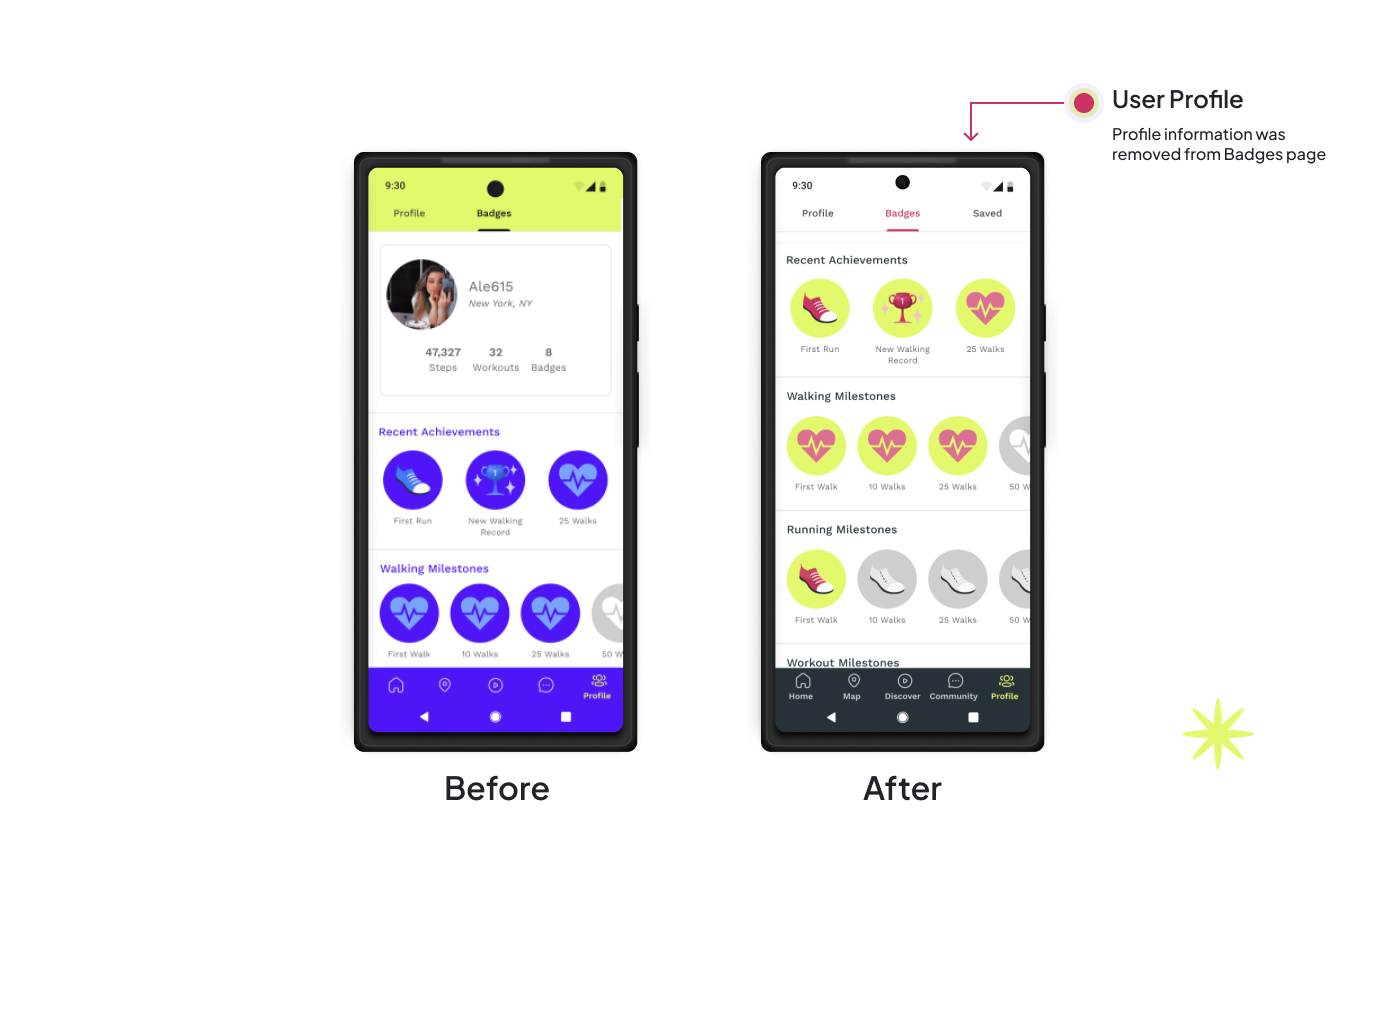 User Profile
Profile information was
removed from Badges page
9:30
Profile Badges
Ale615
New York, NY
47,327 32 8
Steps Workouts Badges
Recent Achievements
1
First Run New Walking 25 Walks
Record
Walking Milestones
First Walk 10 Walks 25 Walks 50 W
Profile
Before
9:30
Profile Badges Saved
Recent Achievements
1
First Run New Walking 25 Walks
Record
Walking Milestones
First Walk 10 Walks 25 Walks 50 W
Running Milestones
First Walk 10 Walks 25 Walks 50 W
Workout Milestones
Home Map Discover Community Profile
After